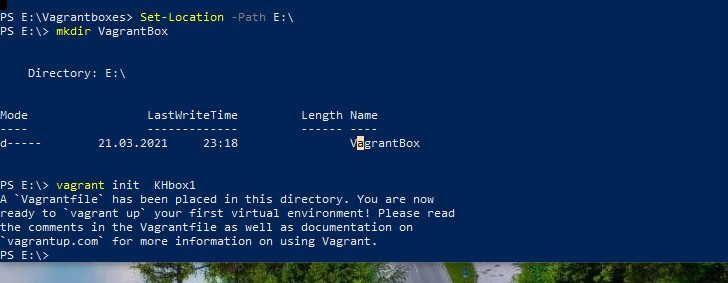 PS E:\Vagrantboxes> Set-Location -Path E:\
PS E:\> mkdir VagrantBox
Directory: E:\
Mode LastWriteTime Length Name
---- ------------- ------ ----
d----- 21.03.2021 23:18 VagrantBox
PS E:\> vagrant init  KHbox1
A `Vagrantfile` has been placed in this directory. You are now
ready to `vagrant up` your first virtual environment! Please read
the comments in the Vagrantfile as well as documentation on
`vagrantup.com` for more information on using Vagrant.
PS E:\>